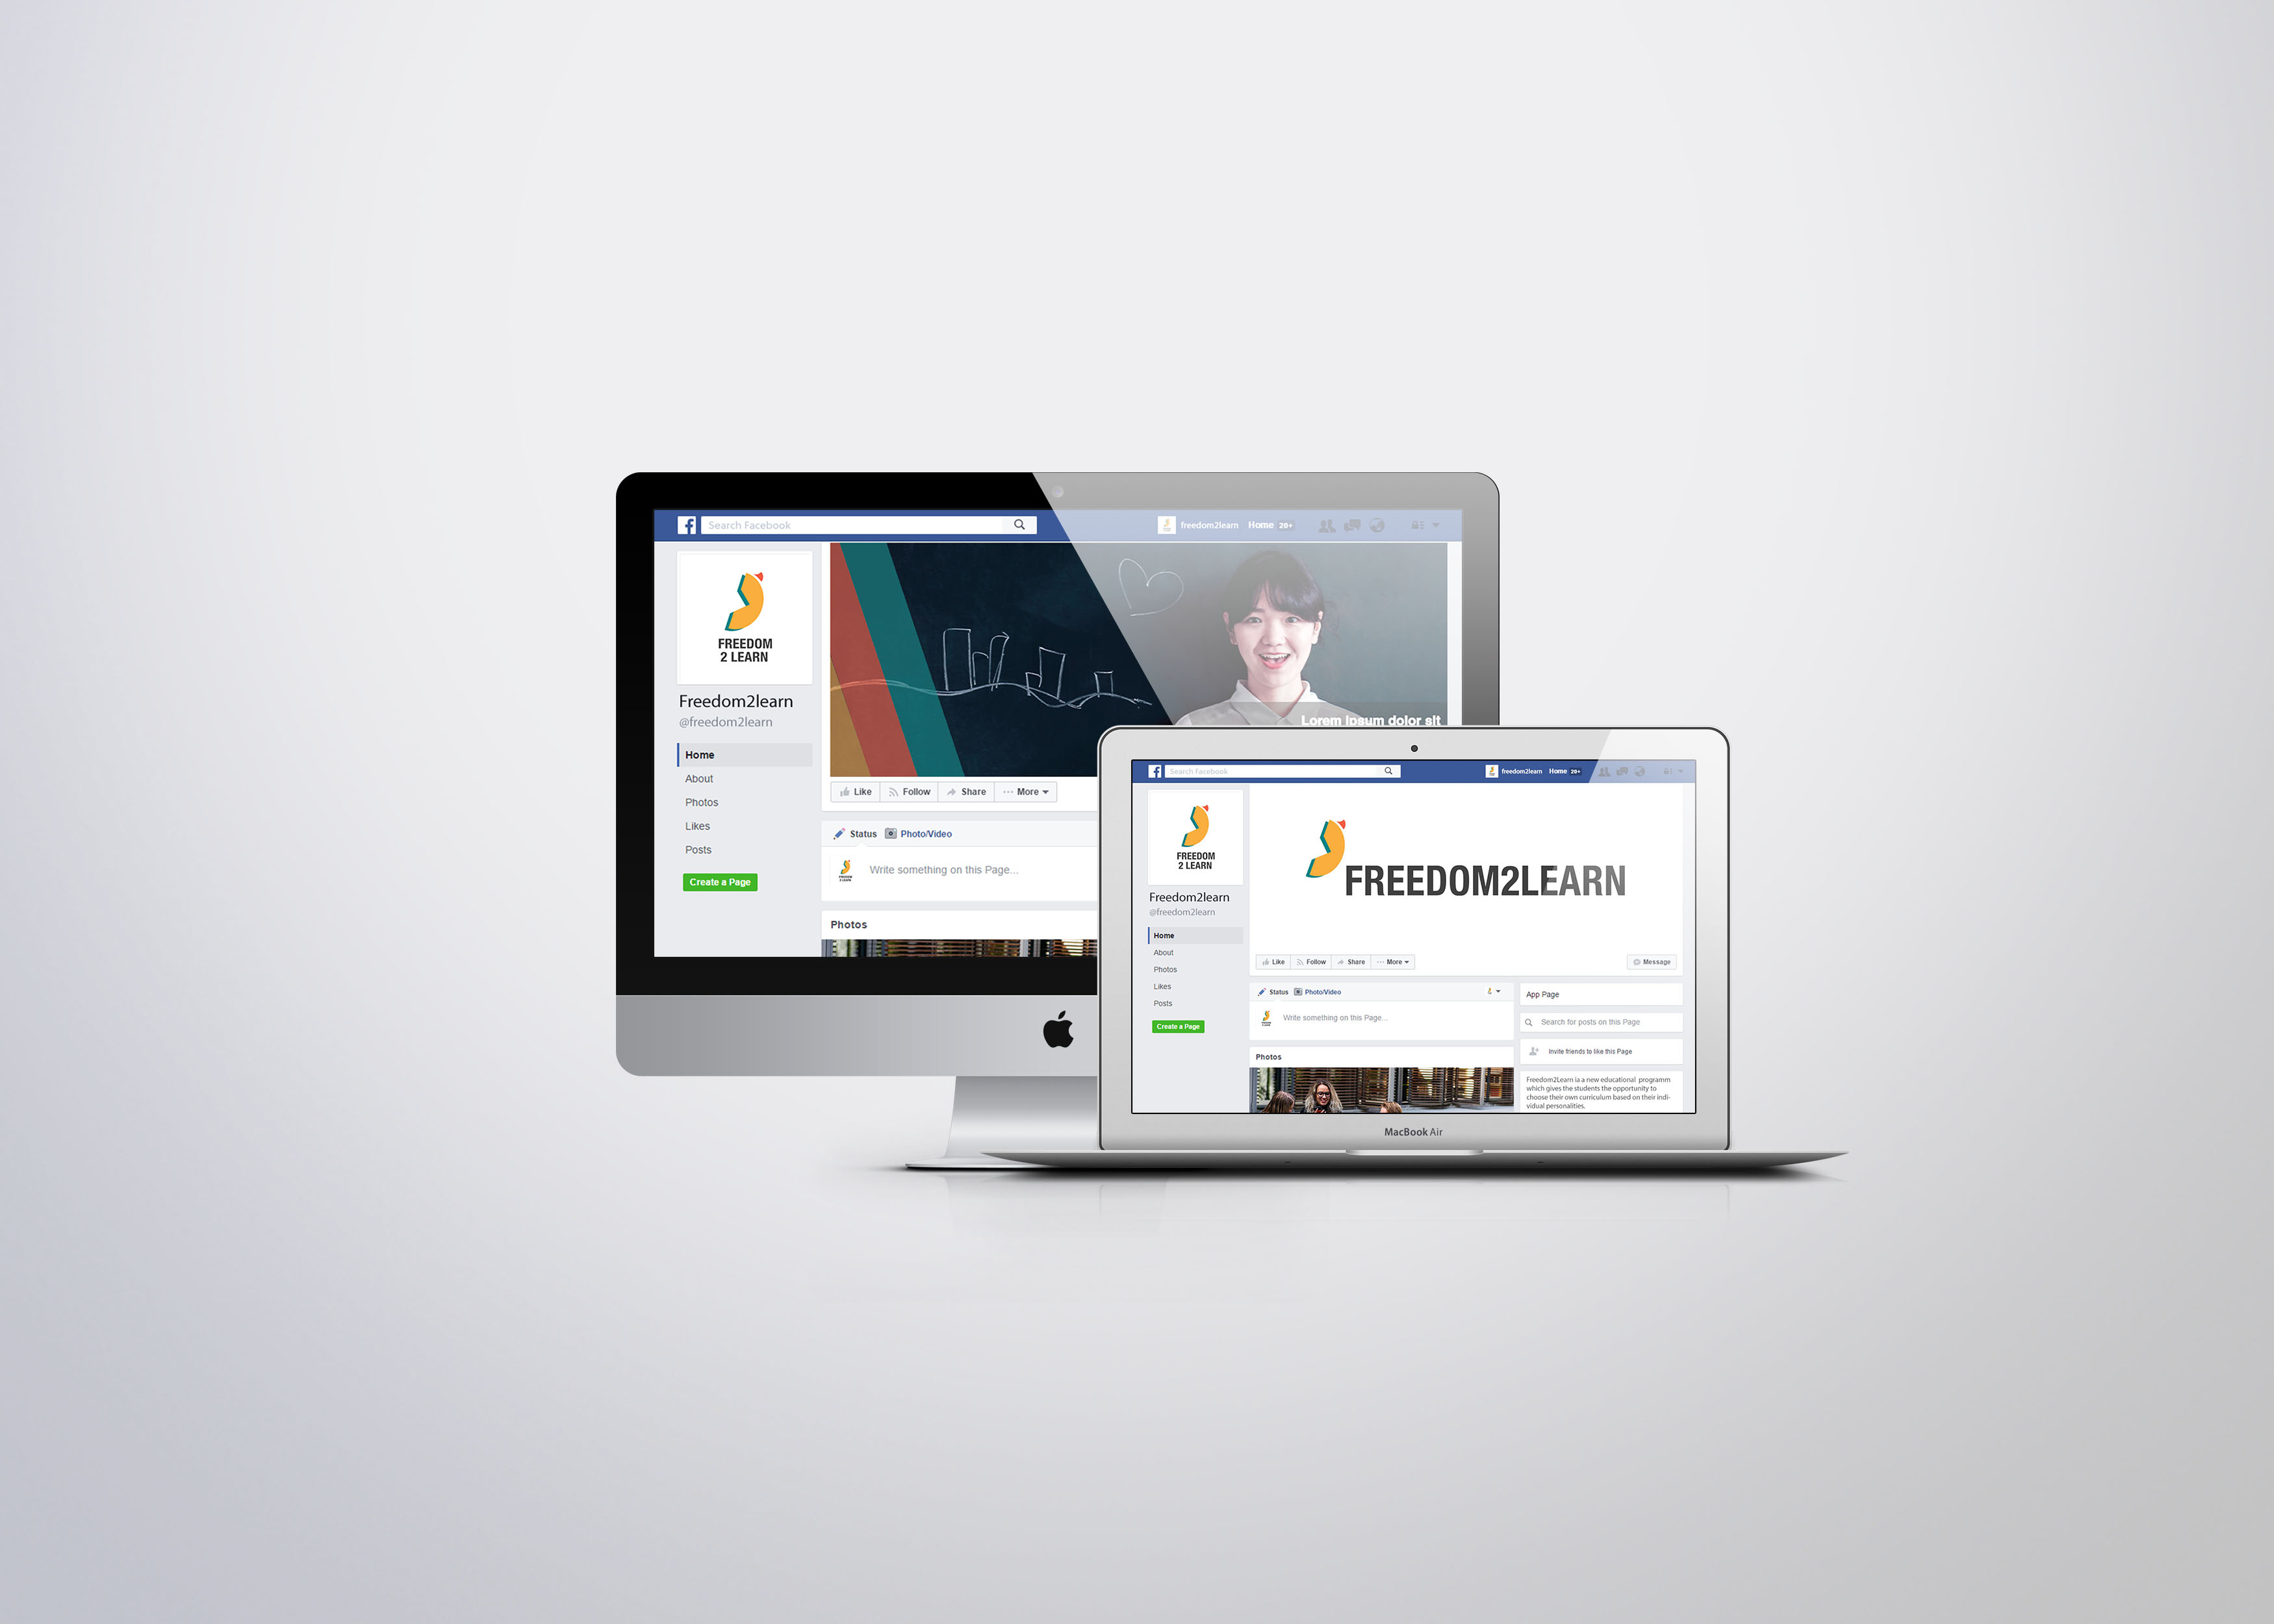 Search Facebook
freedom2learn Home 20+
FREEDOM
2 LEARN
Freedom2learn
@freedom2learn
Home
About
Photos
Likes
Posts
Create a Page
Lorem ipsum dolor sit
Like Follow Share More
Status Photo/Video
Write something on this Page...
Photos
Search Facebook
freedom2learn Home 20+
FREEDOM
2 LEARN
Freedom2learn
@freedom2learn
Home
About
Photos
Likes
Posts
Create a Page
FREEDOM2LEARN
Like Follow Share More
Message
Status Photo/Video
Write something on this Page...
Photos
App Page
Search for posts on this Page
Invite friends to like this Page
Freedom2Learn ia a new educational programm
which gives the students the opportunity to
choose their own curriculum based on their indi-
vidual personalities.
MacBook Air